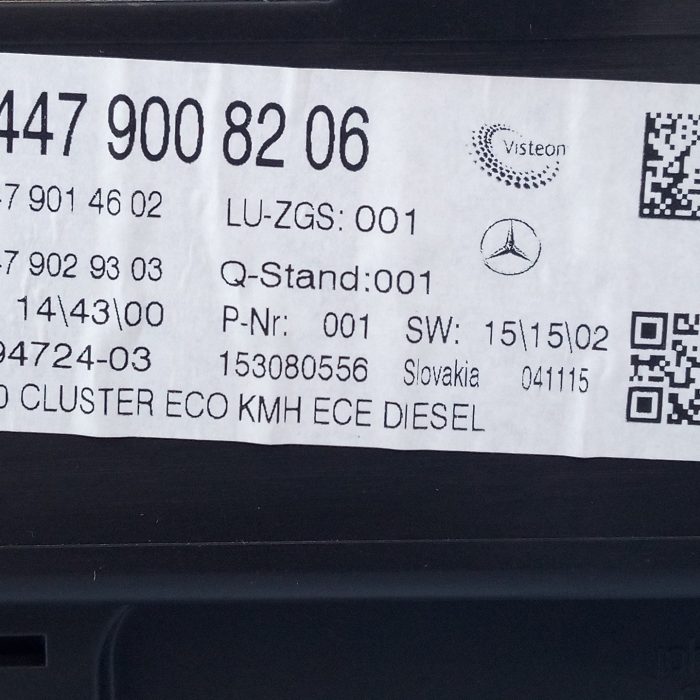 447 900 82 06
Visteon
7 901 46 02
LU-ZGS: 001
7 902 93 03
Q-Stand:001
14\43\00
P-Nr: 001 SW: 15\15\02
94724-03
153080556 Slovakia 041115
CLUSTER ECO KMH ECE DIESEL